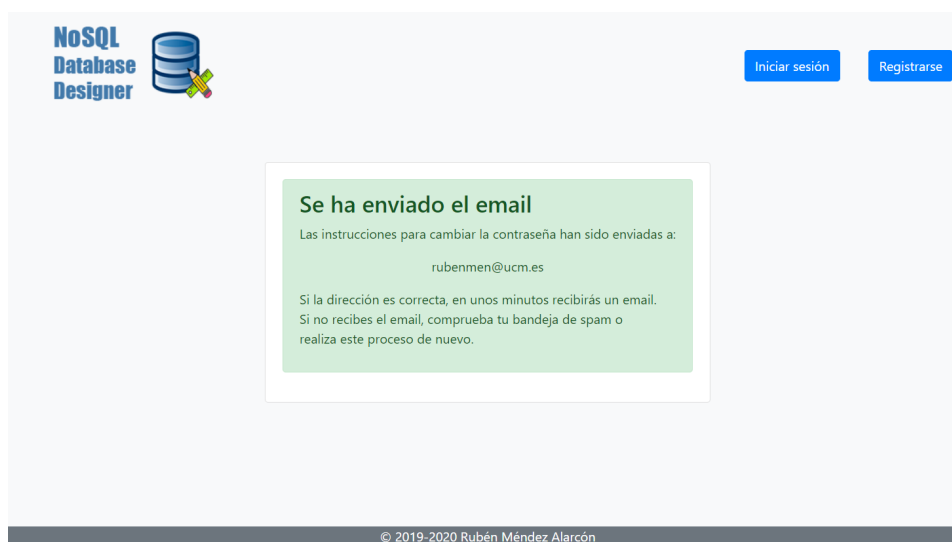 NoSQL
Database
Designer
Iniciar sesión
Registrarse
Se ha enviado el email
Las instrucciones para cambiar la contraseña han sido enviadas a:
rubenmen@ucm.es
Si la dirección es correcta, en unos minutos recibirás un email.
Si no recibes el email, comprueba tu bandeja de spam o
realiza este proceso de nuevo.
© 2019-2020 Rubén Méndez Alarcón